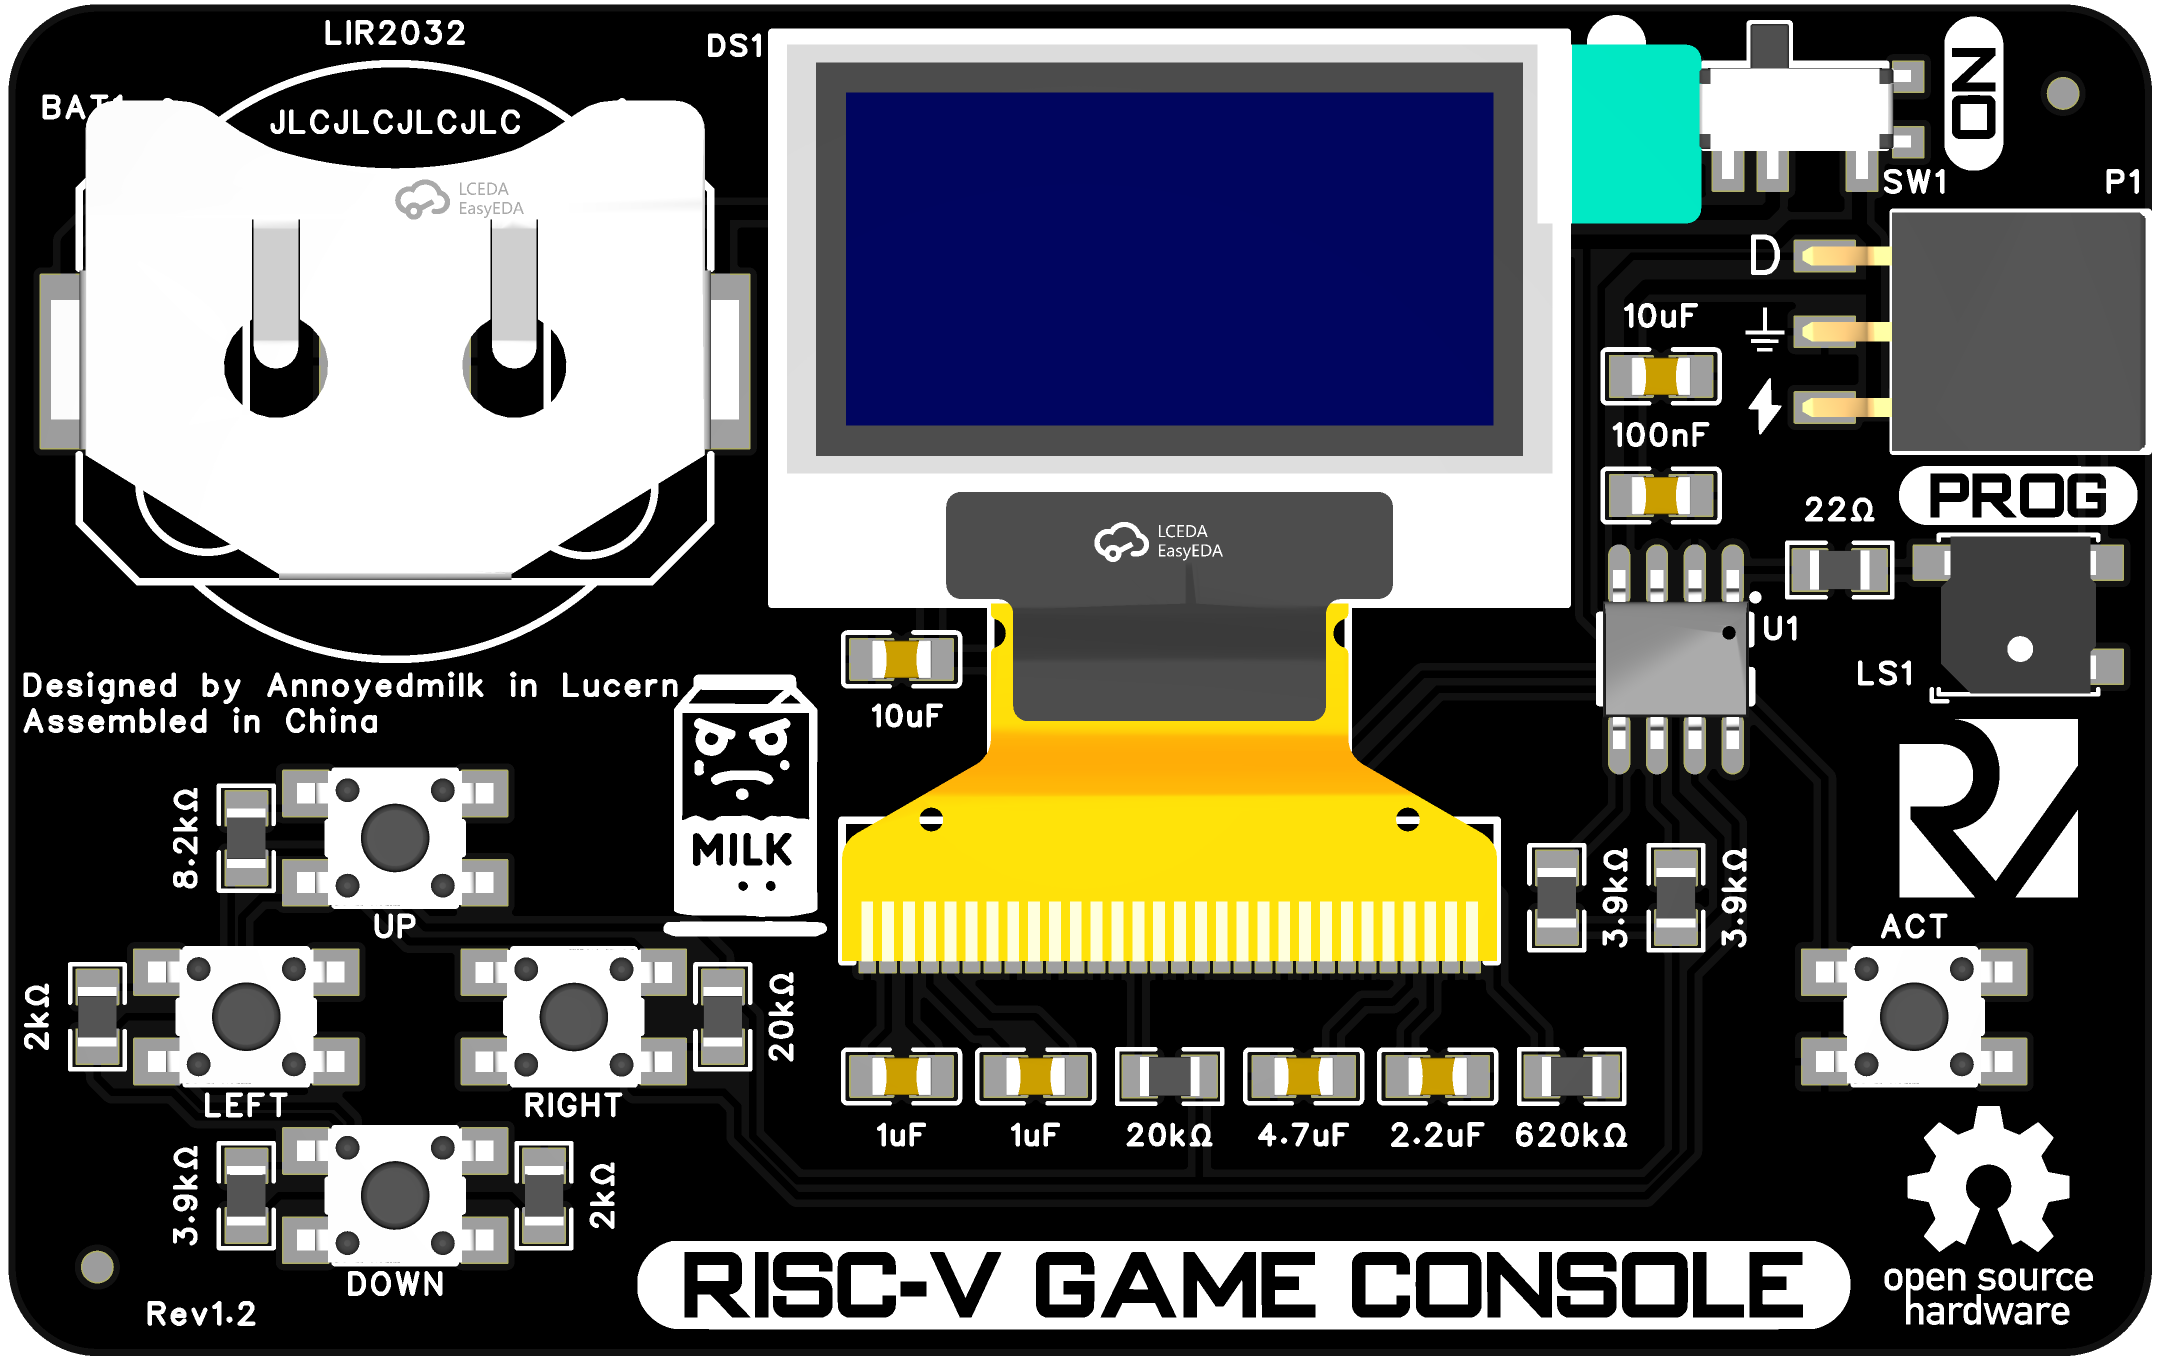 LIR2032
DS1
ON
BAT1
JLCJLCJLCJLC
LCEDA
EasyEDA
SW1
P1
D
10uF
100nF
PROG
22Ω
LCEDA
EasyEDA
U1
LS1
Designed by Annoyedmilk in Lucern
Assembled in China
10uF
MILK
8.2kΩ
UP
3.9kΩ
3.9kΩ
ACT
2kΩ
20kΩ
LEFT
RIGHT
1uF
1uF
20kΩ
4.7uF
2.2uF
620kΩ
3.9kΩ
2kΩ
DOWN
Rev1.2
RISC-V GAME CONSOLE
open source
hardware